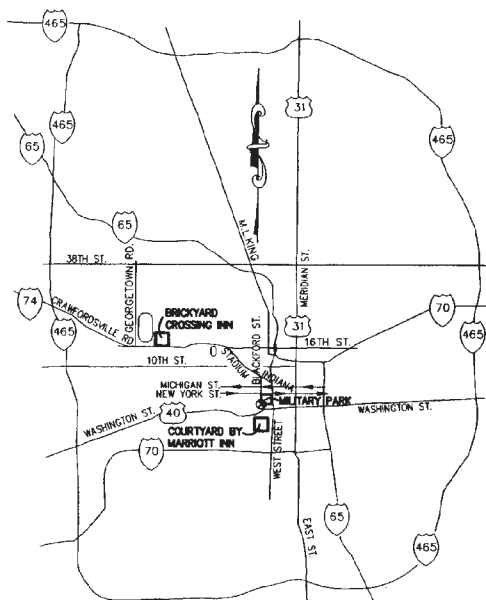 465
31
465
465
65
65
M.L.KING
MERIDIAN ST.
38TH ST.
GEORGETOWN RD.
74
CRAWFORDSVILLE RD
465
BRICKYARD
CROSSING INN
BLACKFORD ST.
31
70
465
16TH ST.
10TH ST.
STADIUM
INDIANA
MICHIGAN ST.
NEW YORK ST.
MILITARY PARK
WASHINGTON ST.
40
WASHINGTON ST.
COURTYARD BY
MARRIOTT INN
70
WEST STREET
65
EAST ST.
465